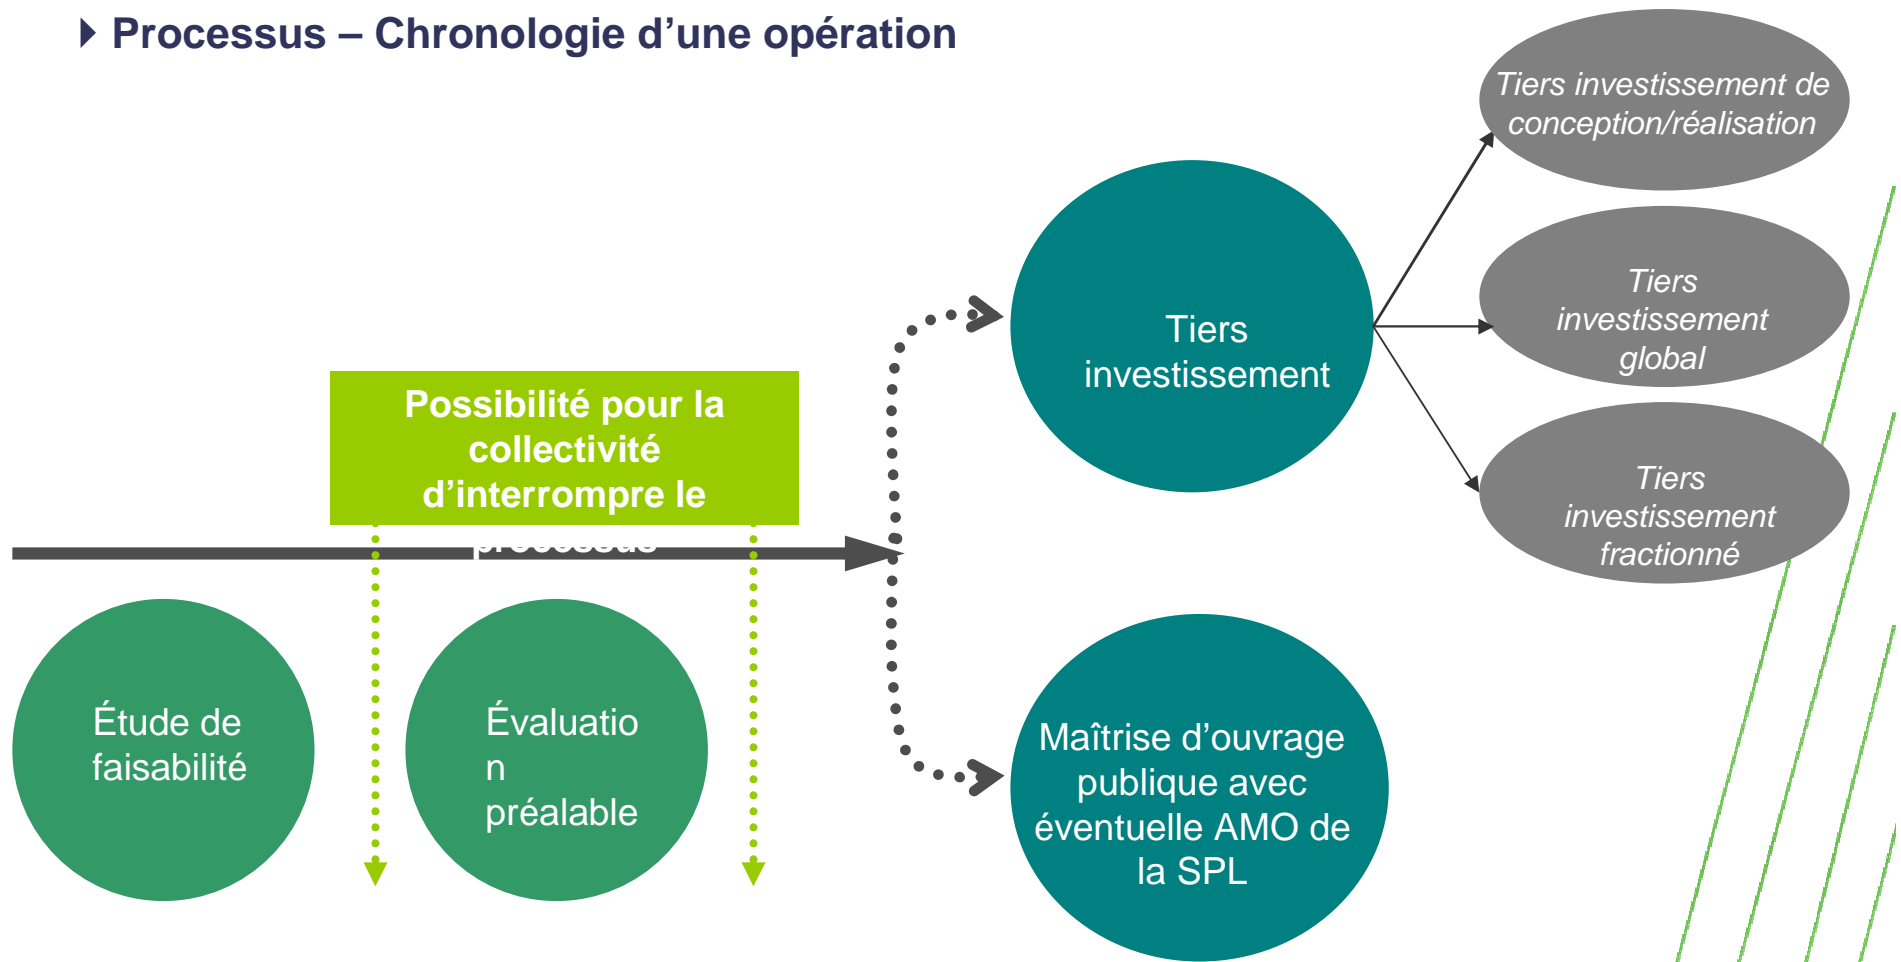 Processus – Chronologie d’une opération
Tiers investissement de
conception/réalisation
Tiers
investissement
global
Tiers
investissement
fractionné
Tiers
investissement
Possibilité pour la
collectivité
d’interrompre le
processus
Étude de
faisabilité
Évaluatio
n
préalable
Maîtrise d’ouvrage
publique avec
éventuelle AMO de
la SPL